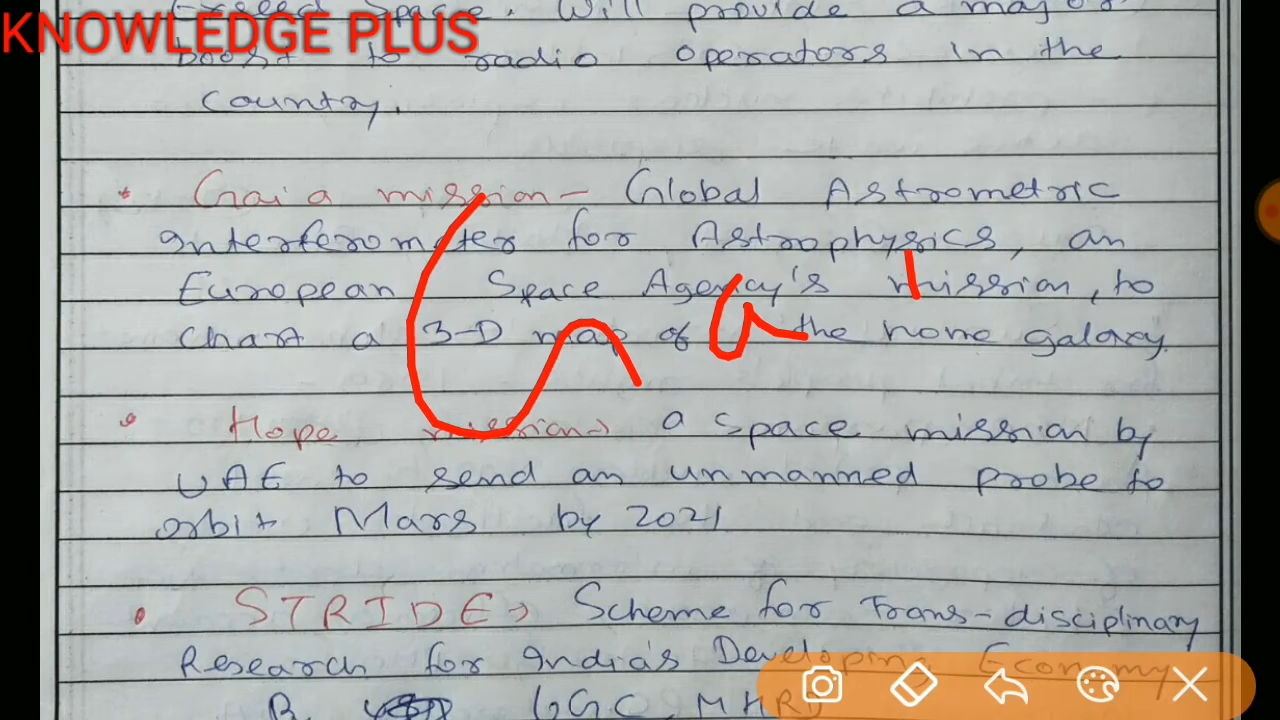 Exceed Space. Will provide a major
KNOWLEDGE PLUS
boost to radio operators in the
country.
* Gaia mission - Global Astrometric
Interferometer for Astrophysics, an
European Space Agency's mission, to
chart a 3-D map of the home galaxy.
Hope mission → a space mission by
UAE to send an unmanned probe to
orbit Mars by 2021
STRIDE → Scheme for Trans-disciplinary
Research for India's Developing Economy
By UGC, MHRD